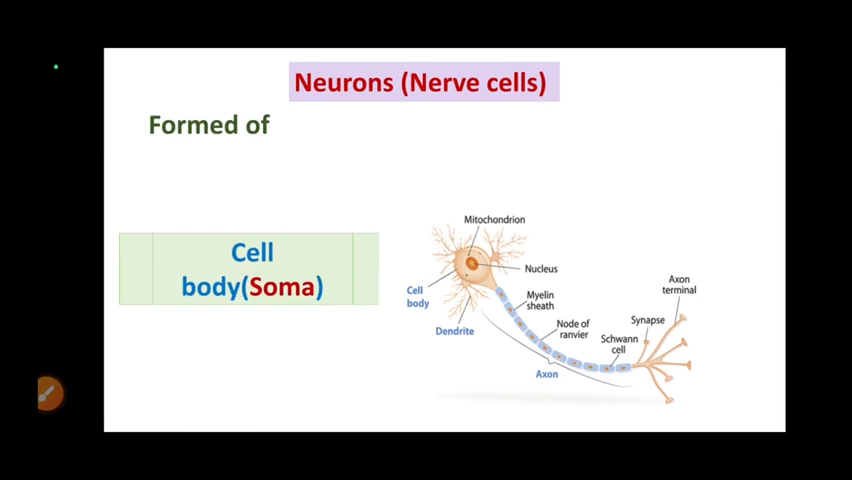 Neurons (Nerve cells)
Formed of
Cell
body(Soma)
Mitochondrion
Nucleus
Cell
body
Dendrite
Myelin
sheath
Node of
ranvier
Schwann
cell
Synapse
Axon
terminal
Axon